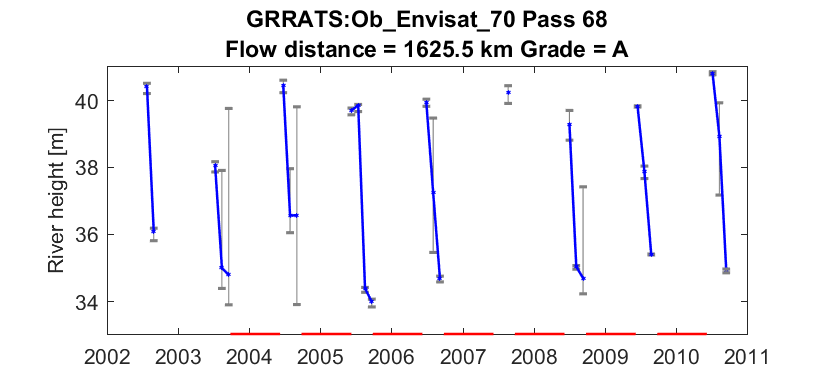 GRRATS:Ob_Envisat_70 Pass 68
Flow distance = 1625.5 km Grade = A
River height [m]
40
38
36
34
2002 2003 2004 2005 2006 2007 2008 2009 2010 2011